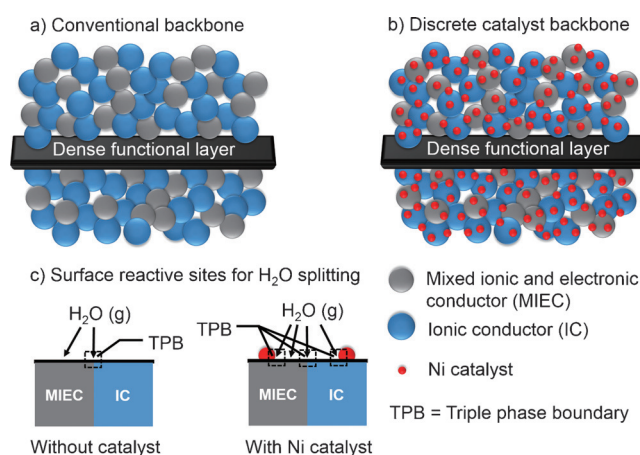 a) Conventional backbone
Dense functional layer
b) Discrete catalyst backbone
Dense functional layer
c) Surface reactive sites for H₂O splitting
H₂O (g)
TPB
MIEC
IC
Without catalyst
H₂O (g)
TPB
MIEC
IC
With Ni catalyst
Mixed ionic and electronic
conductor (MIEC)
Ionic conductor (IC)
Ni catalyst
TPB = Triple phase boundary